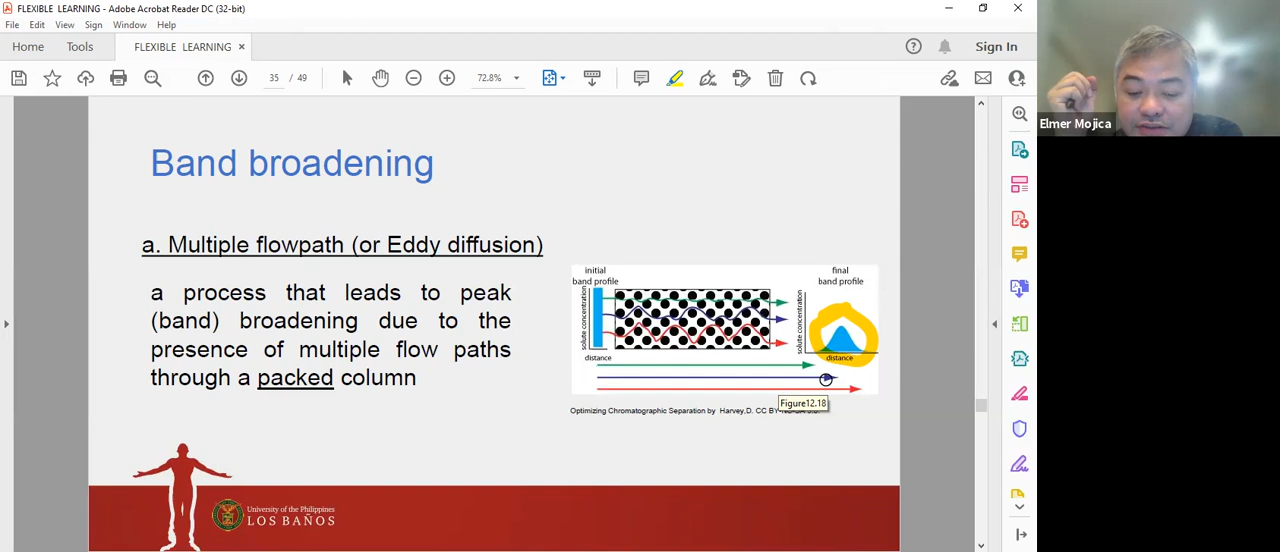 FLEXIBLE LEARNING - Adobe Acrobat Reader DC (32-bit)
File Edit View Sign Window Help
Home Tools FLEXIBLE LEARNING × Sign In
35 / 49 72.8%
Elmer Mojica
Band broadening
a. Multiple flowpath (or Eddy diffusion)
a process that leads to peak
(band) broadening due to the
presence of multiple flow paths
through a packed column
initial
band profile
solute concentration
distance
final
band profile
solute concentration
distance
Figure12.18
Optimizing Chromatographic Separation by Harvey,D. CC BY-
University of the Philippines
LOS BAÑOS